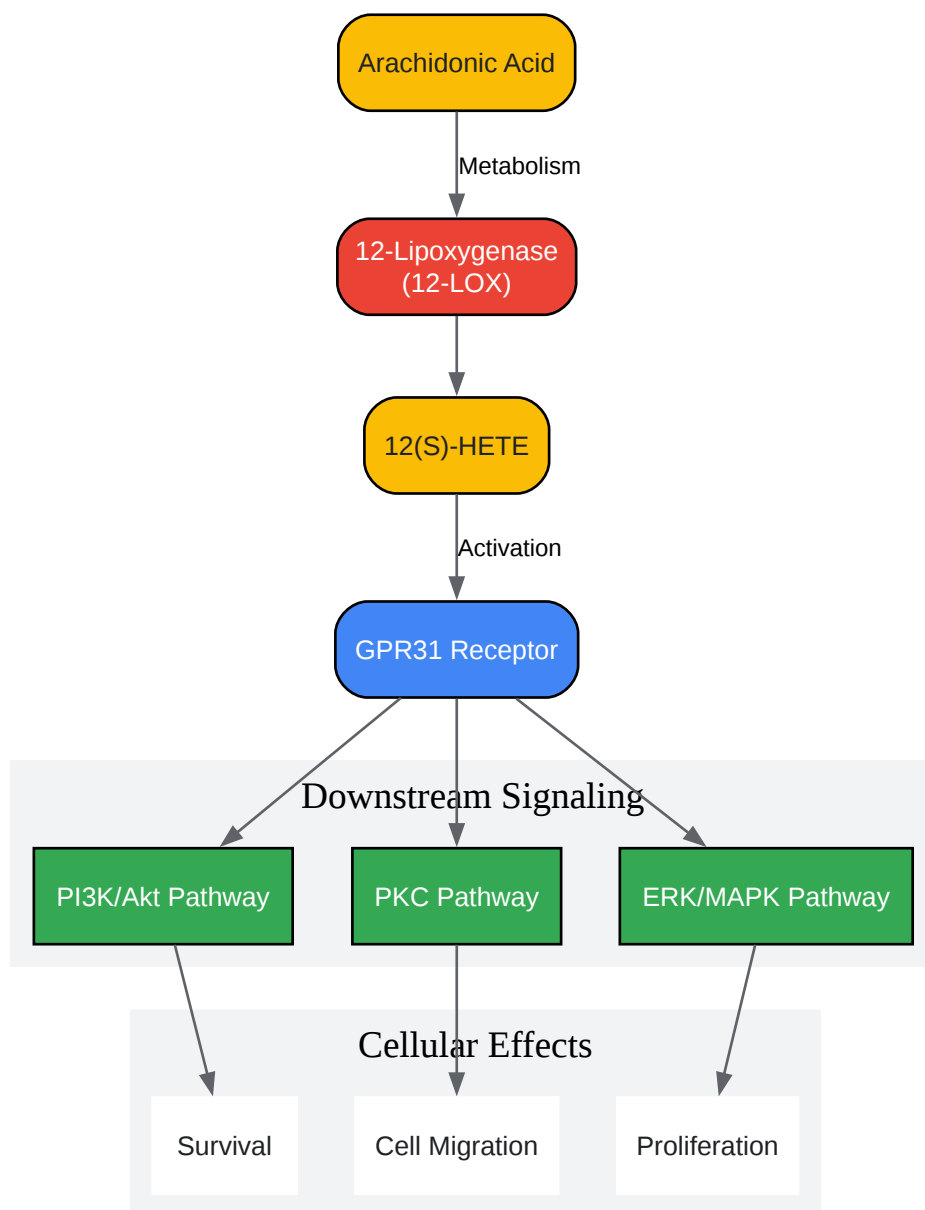 Arachidonic Acid
Metabolism
12-Lipoxygenase
(12-LOX)
12(S)-HETE
Activation
GPR31 Receptor
Downstream Signaling
PI3K/Akt Pathway
PKC Pathway
ERK/MAPK Pathway
Cellular Effects
Survival
Cell Migration
Proliferation